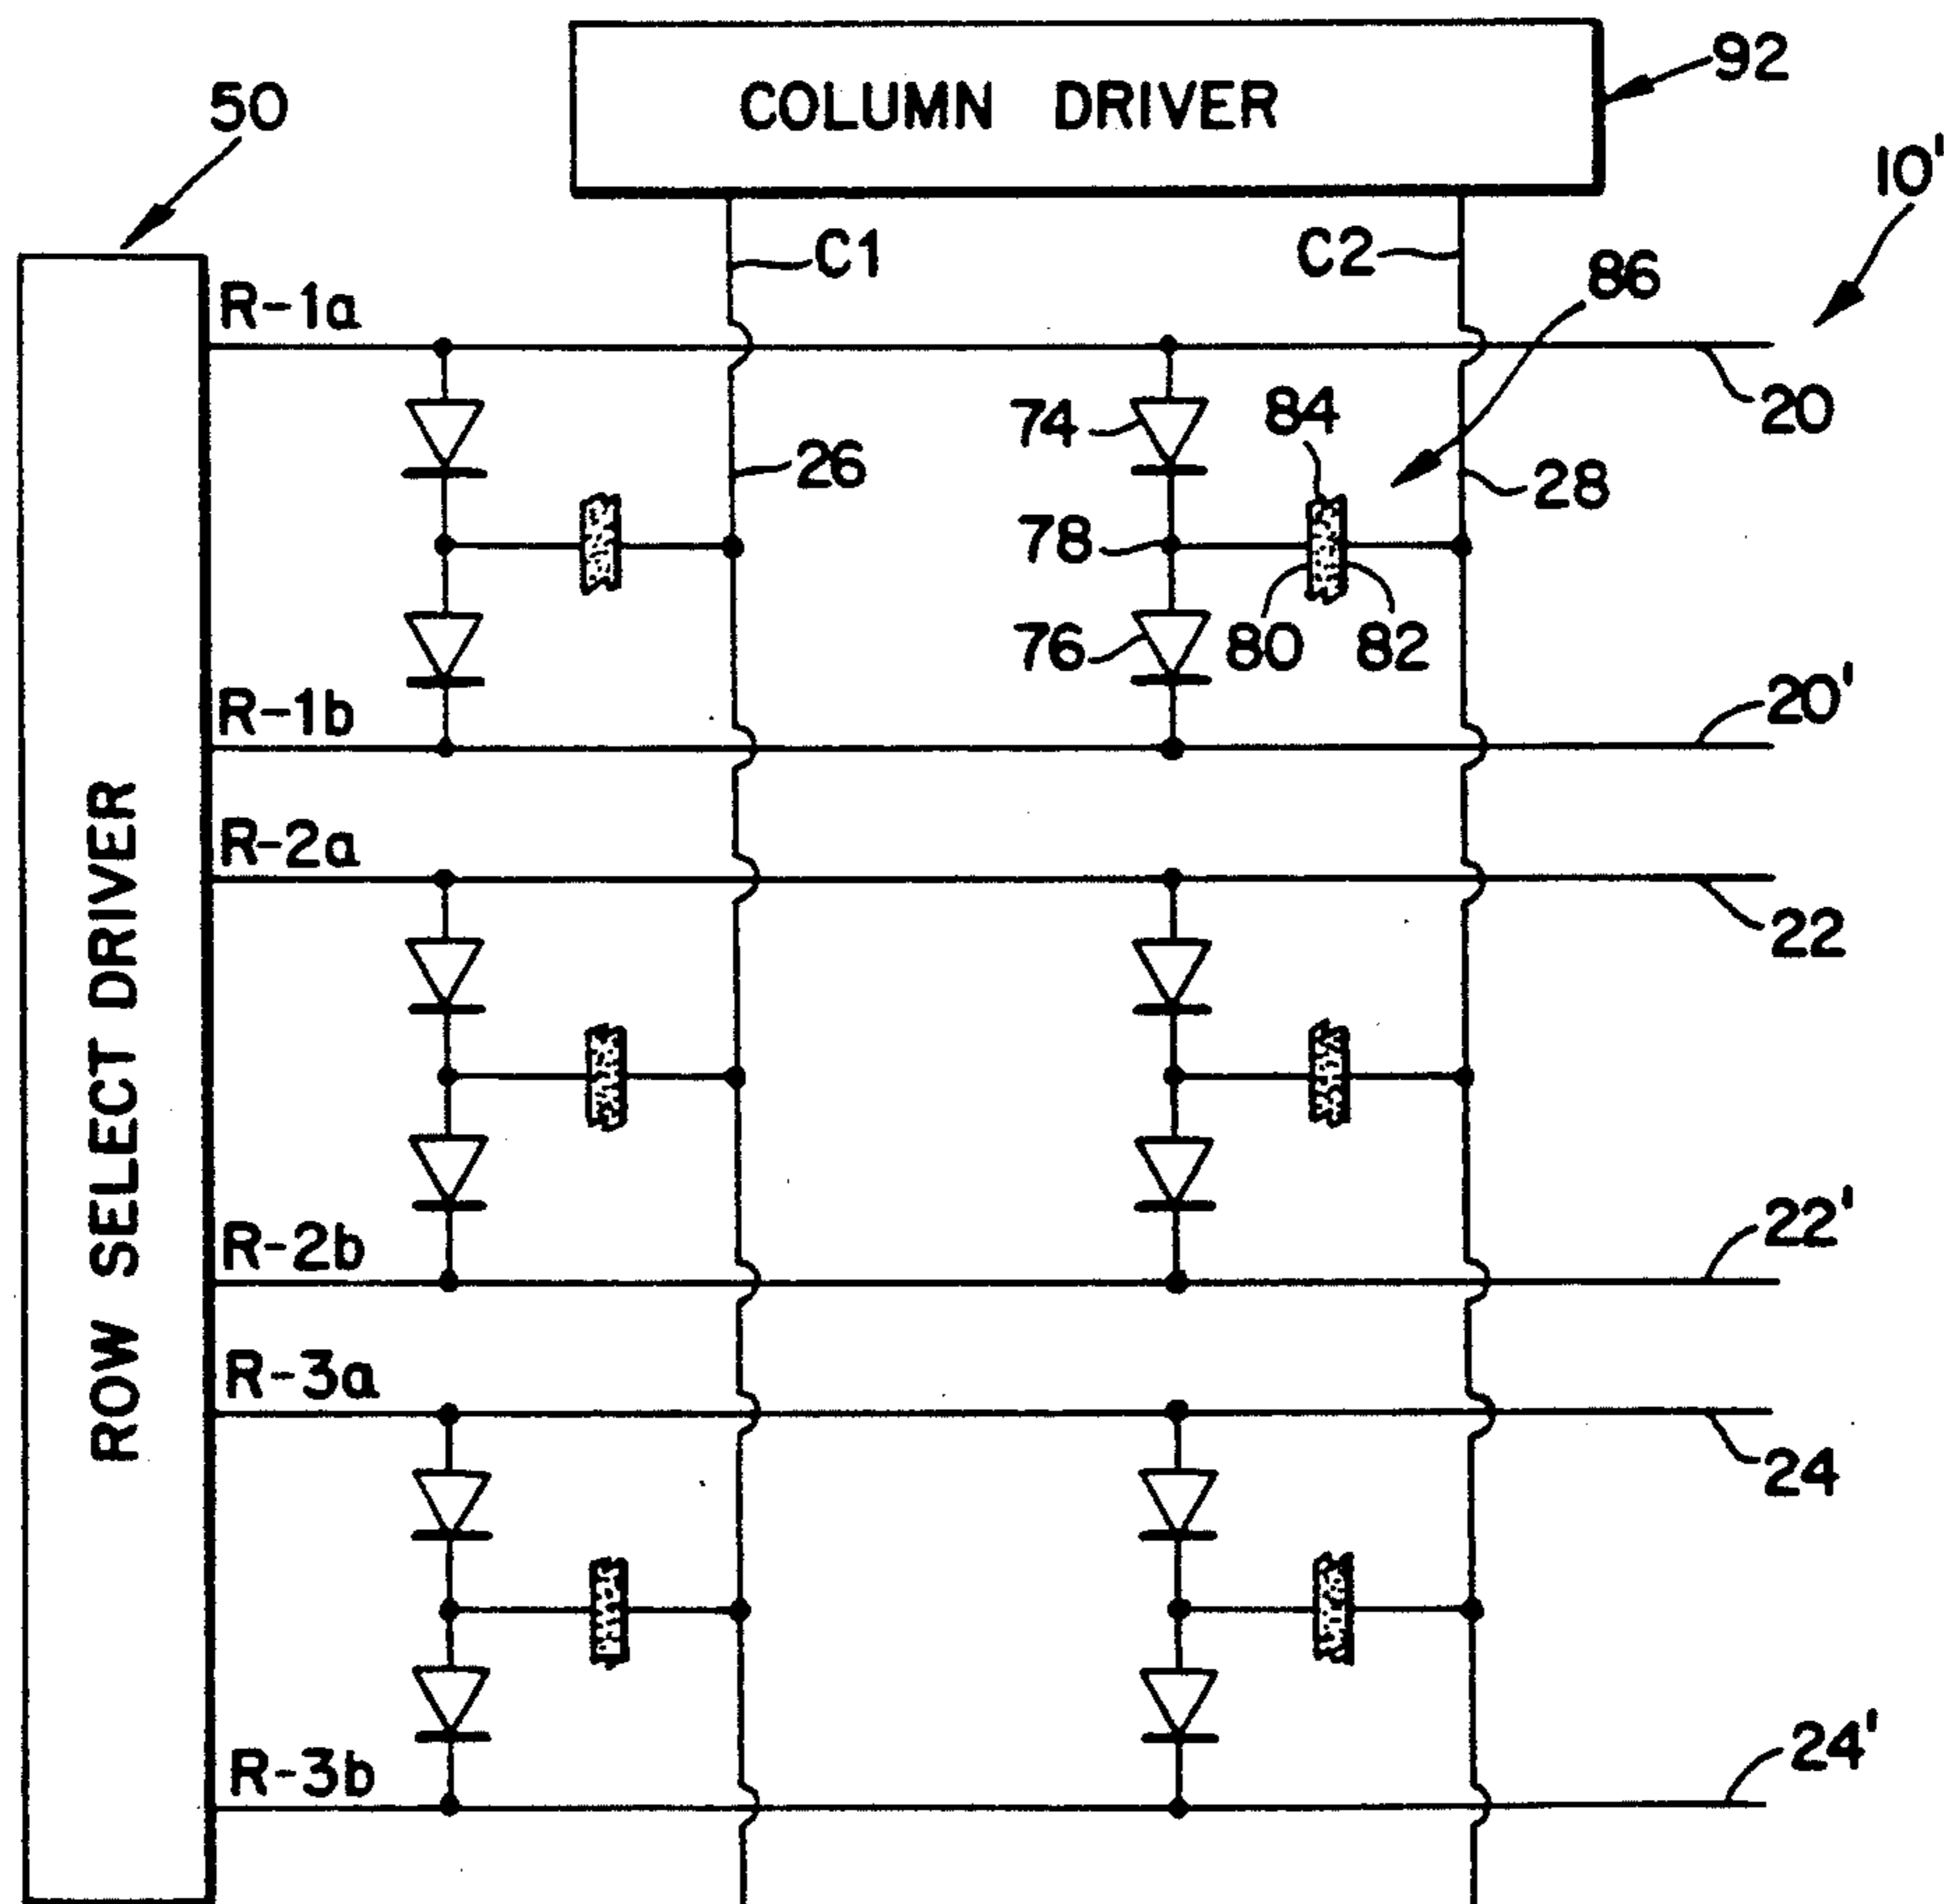 COLUMN DRIVER
92
50
10'
C1
C2
86
R-1a
20
74
84
26
28
78
76
80
82
R-1b
20'
R-2a
22
ROW SELECT DRIVER
R-2b
22'
R-3a
24
R-3b
24'